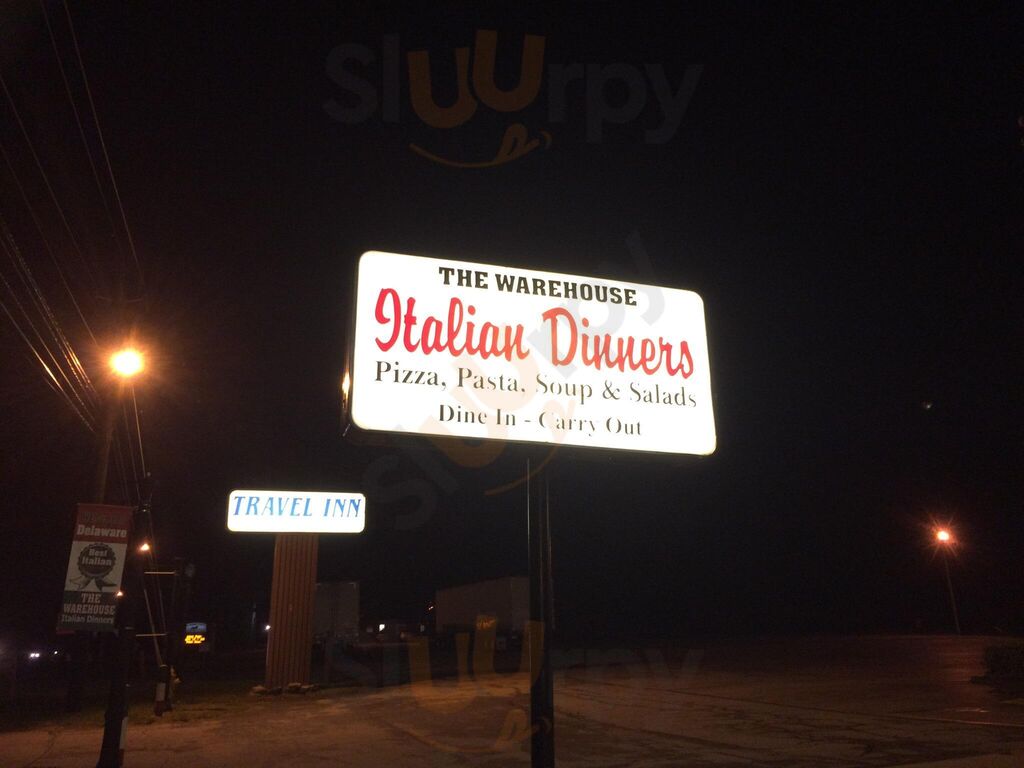 Slurpy
THE WAREHOUSE
Italian Dinners
Pizza, Pasta, Soup & Salads
Dine In - Carry Out
TRAVEL INN
Delaware
Best
Italian
THE
WAREHOUSE
Italian Dinners
Slurpy